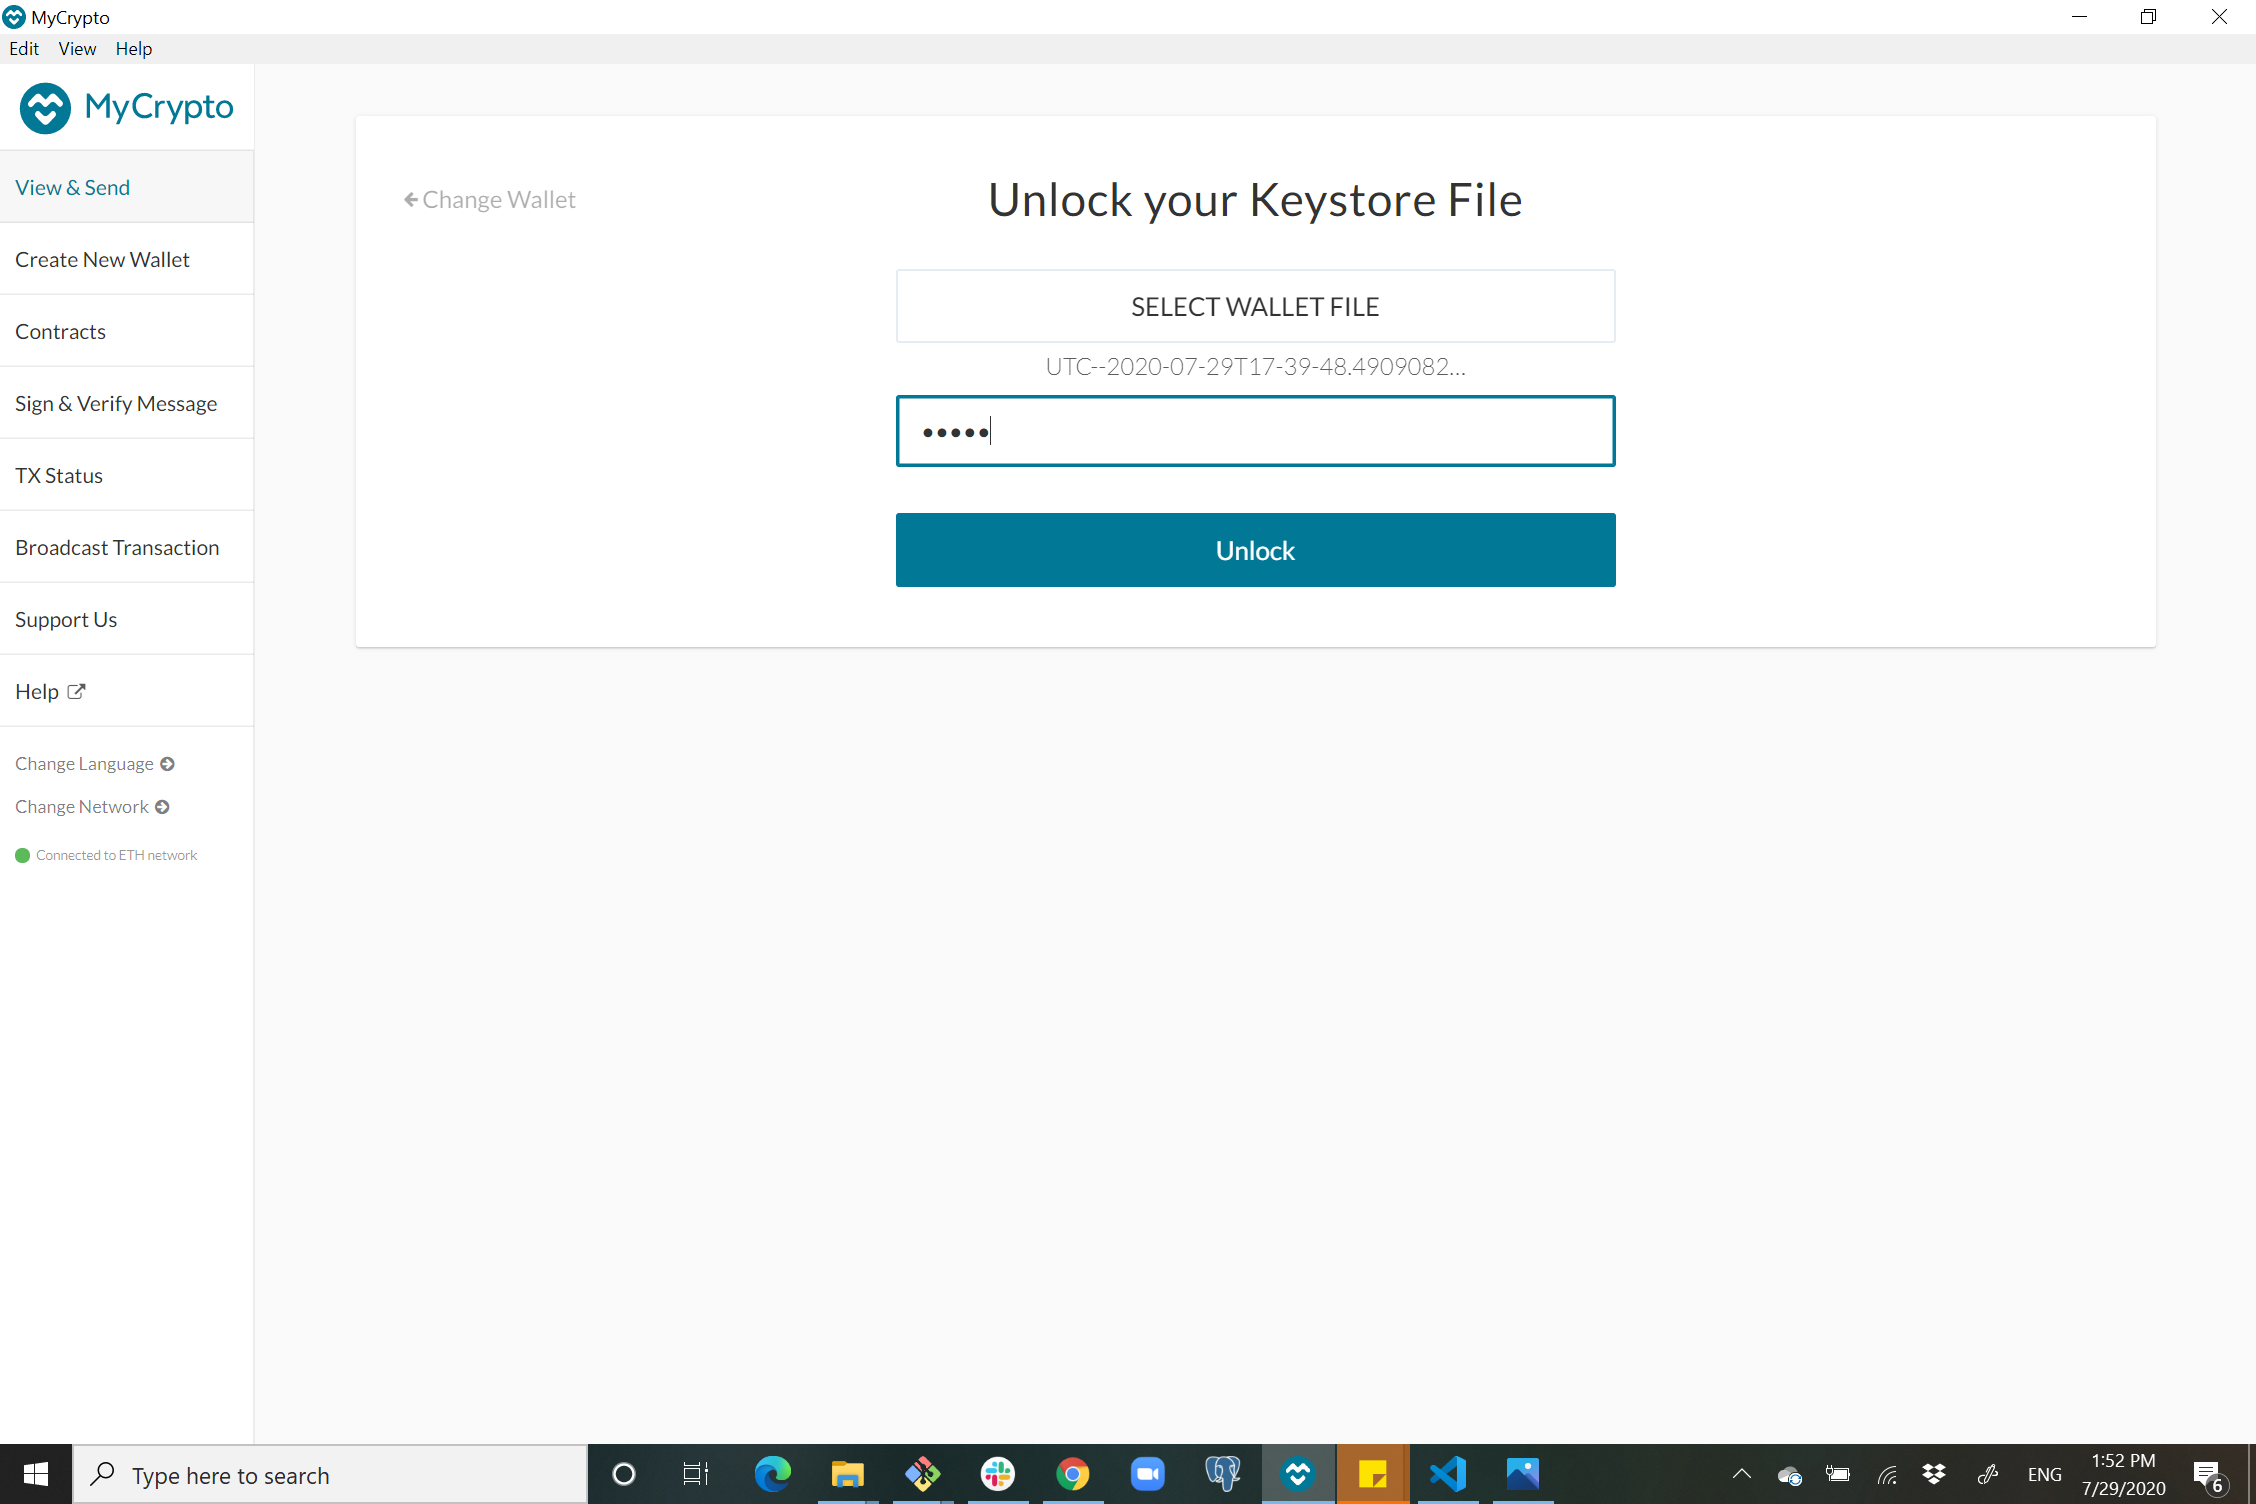 MyCrypto
Edit View Help
MyCrypto
View & Send
Create New Wallet
Contracts
Sign & Verify Message
TX Status
Broadcast Transaction
Support Us
Help
Change Language
Change Network
Connected to ETH network
Change Wallet
Unlock your Keystore File
SELECT WALLET FILE
UTC--2020-07-29T17-39-48.4909082...
•••••
Unlock
Type here to search
ENG
1:52 PM
7/29/2020
6